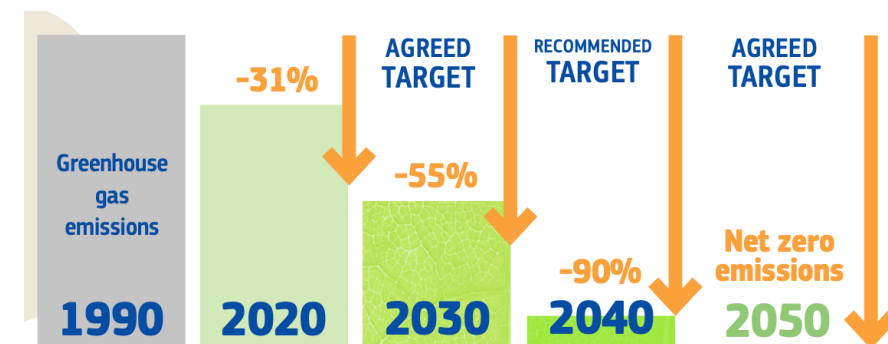 Greenhouse
gas
emissions
1990
-31%
2020
AGREED
TARGET
-55%
2030
RECOMMENDED
TARGET
-90%
2040
AGREED
TARGET
Net zero
emissions
2050